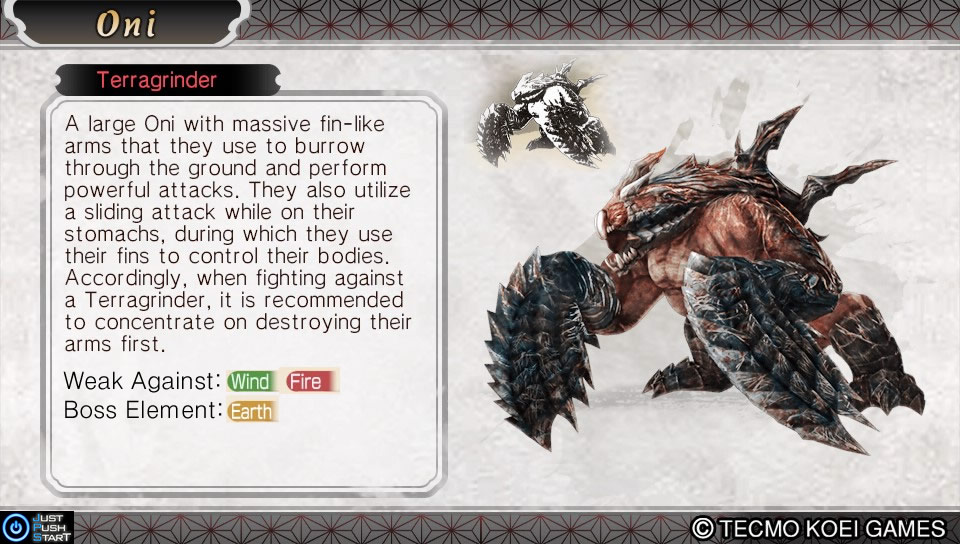 Oni
Terragrinder
A large Oni with massive fin-like
arms that they use to burrow
through the ground and perform
powerful attacks. They also utilize
a sliding attack while on their
stomachs, during which they use
their fins to control their bodies.
Accordingly, when fighting against
a Terragrinder, it is recommended
to concentrate on destroying their
arms first.
Weak Against: Wind Fire
Boss Element: Earth
JUST
PUSH
START
© TECMO KOEI GAMES